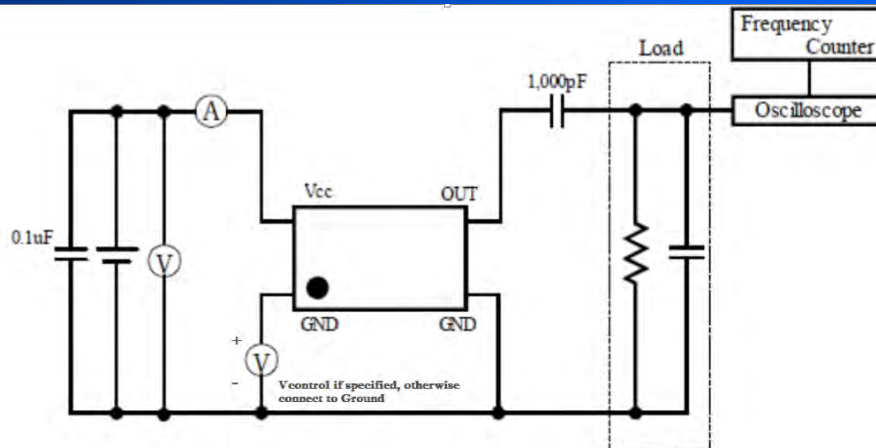 Frequency
Counter
Load
1,000pF
Oscilloscope
A
Vcc
OUT
0.1uF
V
GND
GND
+
V
-
Vcontrol if specified, otherwise
connect to Ground